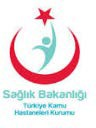 Sağlık Bakanlığı
Türkiye Kamu
Hastaneleri Kurumu